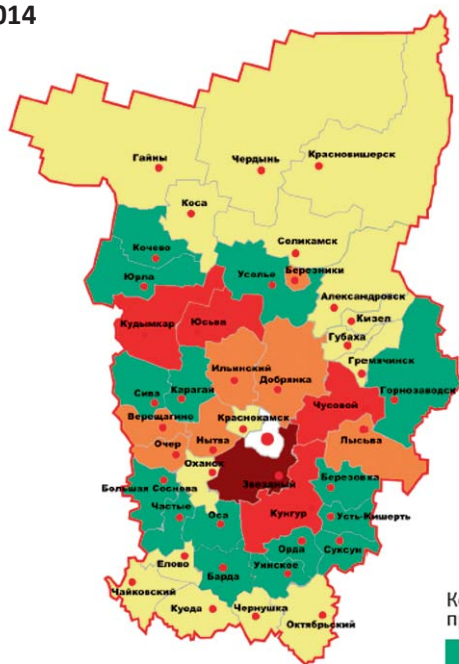 014
Гайны
Чердынь
Красновишерск
Коса
Соликамск
Кочево
Юрла
Усолье
Березники
Александровск
Кизел
Губаха
Гремячинск
Кудымкар
Юсьва
Ильинский
Добрянка
Горнозаводск
Чусовой
Сива
Карагай
Краснокамск
Верещагино
Очер
Нытва
Лысьва
Оханск
Звездный
Березовка
Большая Соснова
Частые
Оса
Кунгур
Усть-Кишерть
Орда
Суксун
Елово
Барда
Уинское
Чайковский
Куеда
Чернушка
Октябрьский